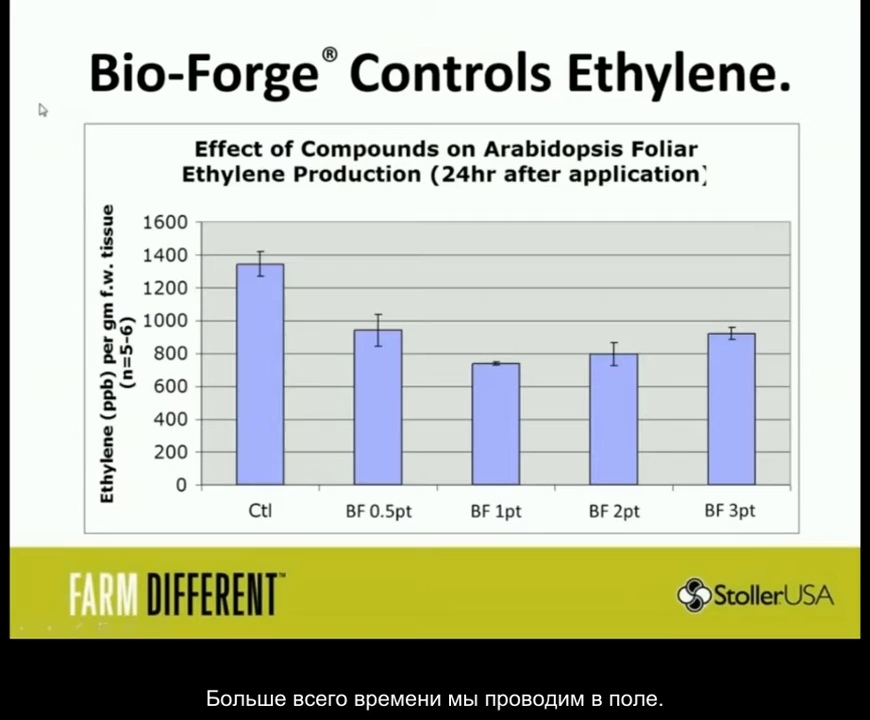 Bio-Forge® Controls Ethylene.
Effect of Compounds on Arabidopsis Foliar
Ethylene Production (24hr after application)
Ethylene (ppb) per gm f.w. tissue
(n=5-6)
1600
1400
1200
1000
800
600
400
200
0
Ctl BF 0.5pt BF 1pt BF 2pt BF 3pt
FARM DIFFERENT™
StollerUSA
Больше всего времени мы проводим в поле.